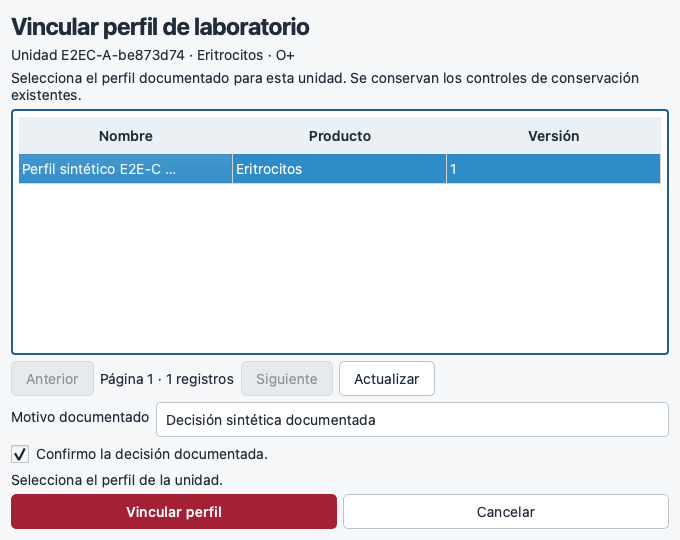 Vincular perfil de laboratorio
Unidad E2EC-A-be873d74 · Eritrocitos · O+
Selecciona el perfil documentado para esta unidad. Se conservan los controles de conservación
existentes.
Nombre Producto Versión
Perfil sintético E2E-C ... Eritrocitos 1
Anterior Página 1 · 1 registros Siguiente Actualizar
Motivo documentado Decisión sintética documentada
Confirmo la decisión documentada.
Selecciona el perfil de la unidad.
Vincular perfil Cancelar